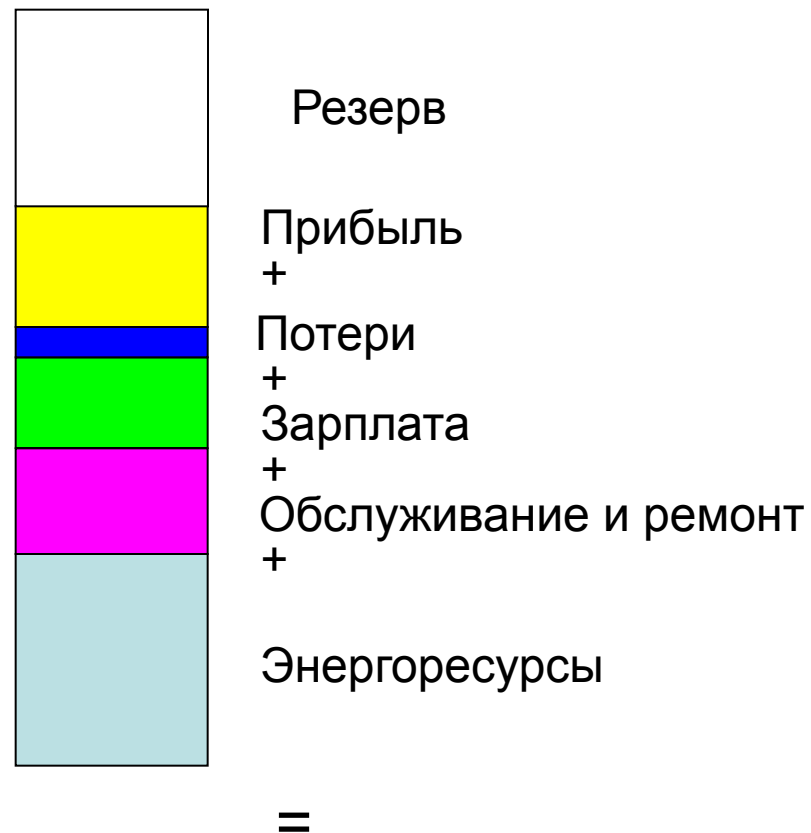 Резерв
Прибыль
+
Потери
+
Зарплата
+
Обслуживание и ремонт
+
Энергоресурсы
=